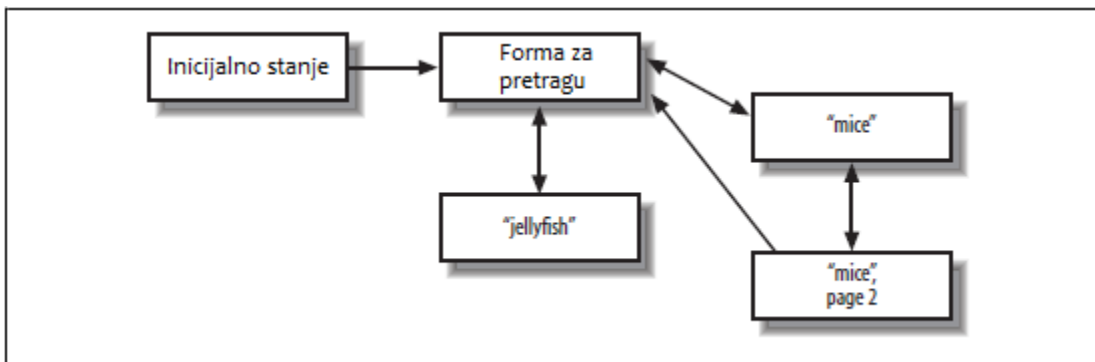 Inicijalno stanje
Forma za
pretragu
“mice”
“jellyfish”
“mice”,
page 2